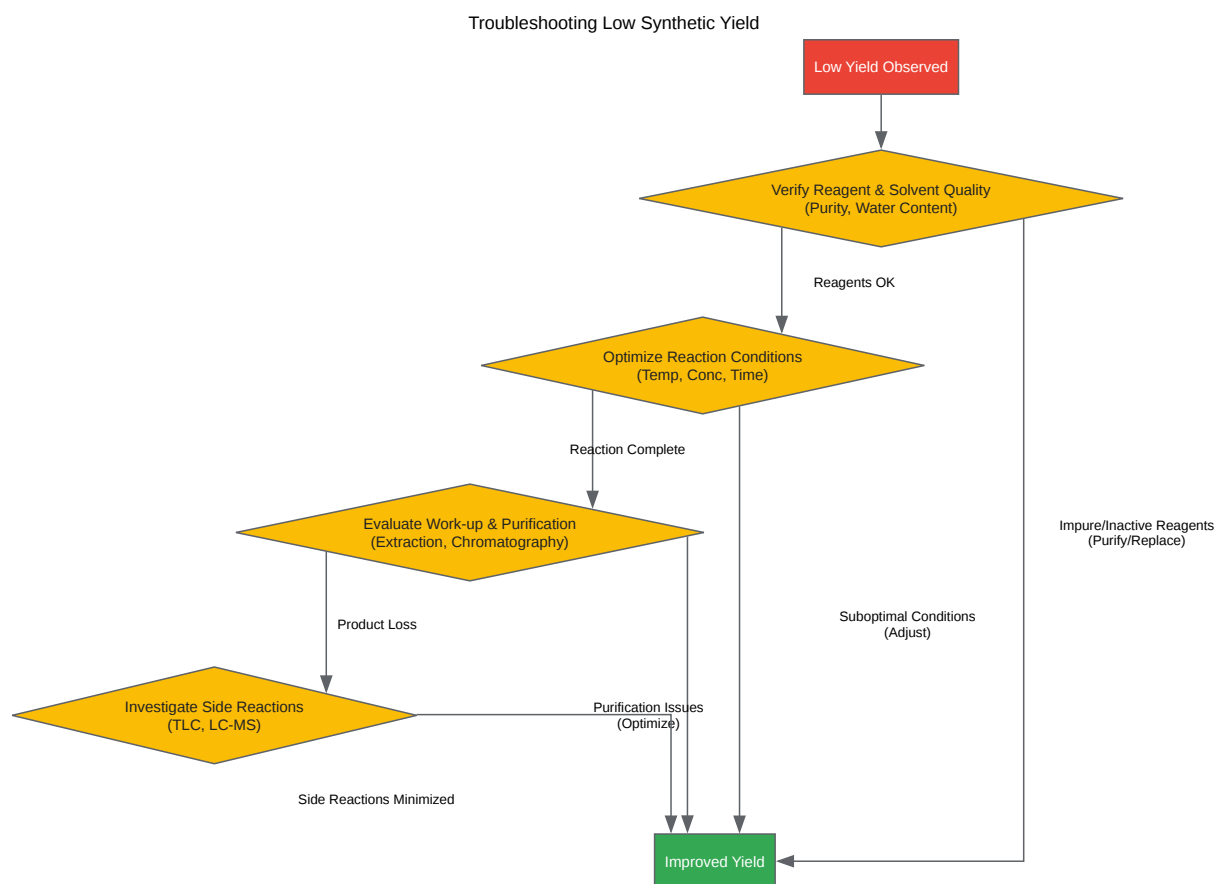 Troubleshooting Low Synthetic Yield
Low Yield Observed
Verify Reagent & Solvent Quality
(Purity, Water Content)
Reagents OK
Optimize Reaction Conditions
(Temp, Conc, Time)
Reaction Complete
Evaluate Work-up & Purification
(Extraction, Chromatography)
Impure/Inactive Reagents
(Purify/Replace)
Product Loss
Suboptimal Conditions
(Adjust)
Investigate Side Reactions
(TLC, LC-MS)
Purification Issues
(Optimize)
Side Reactions Minimized
Improved Yield